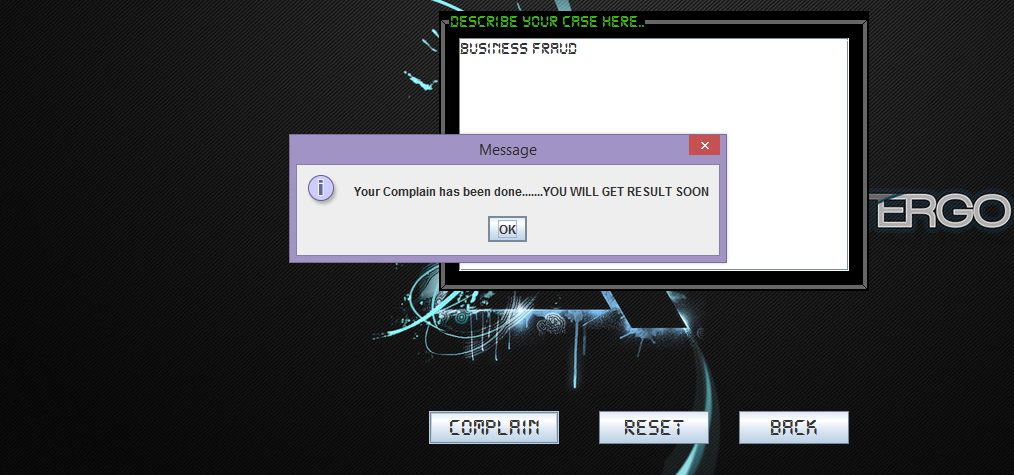 DESCRIBE YOUR CASE HERE..
BUSINESS FRAUD
Message
Your Complain has been done.......YOU WILL GET RESULT SOON
OK
TERGO
COMPLAIN
RESET
BACK